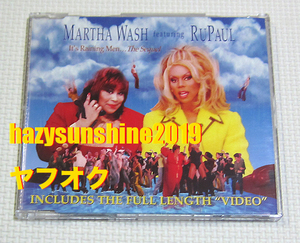 MARTHA WASH featuring RUPAUL
It's Raining Men... The Sequel
hazysunshine2019
ヤフオク
INCLUDES THE FULL LENGTH "VIDEO"